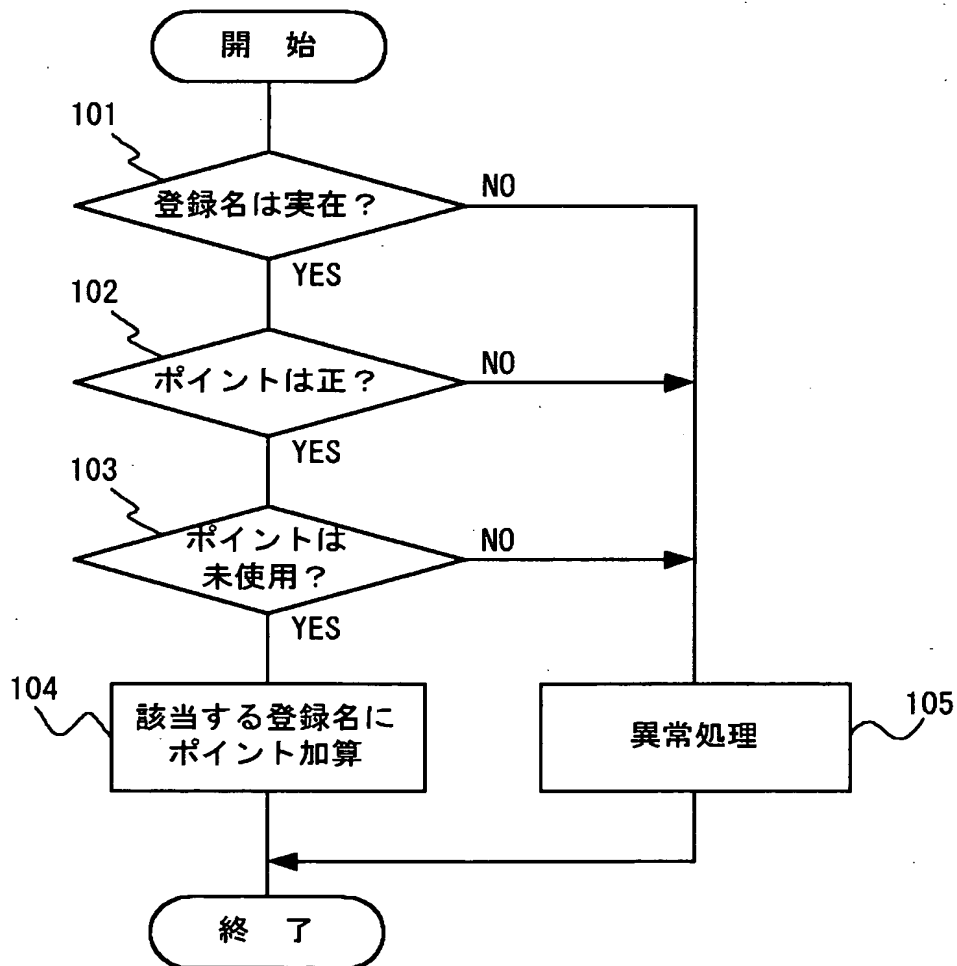 開 始
101
登録名は実在？
NO
YES
102
ポイントは正？
NO
YES
103
ポイントは
未使用？
NO
YES
104
該当する登録名に
ポイント加算
異常処理
105
終 了